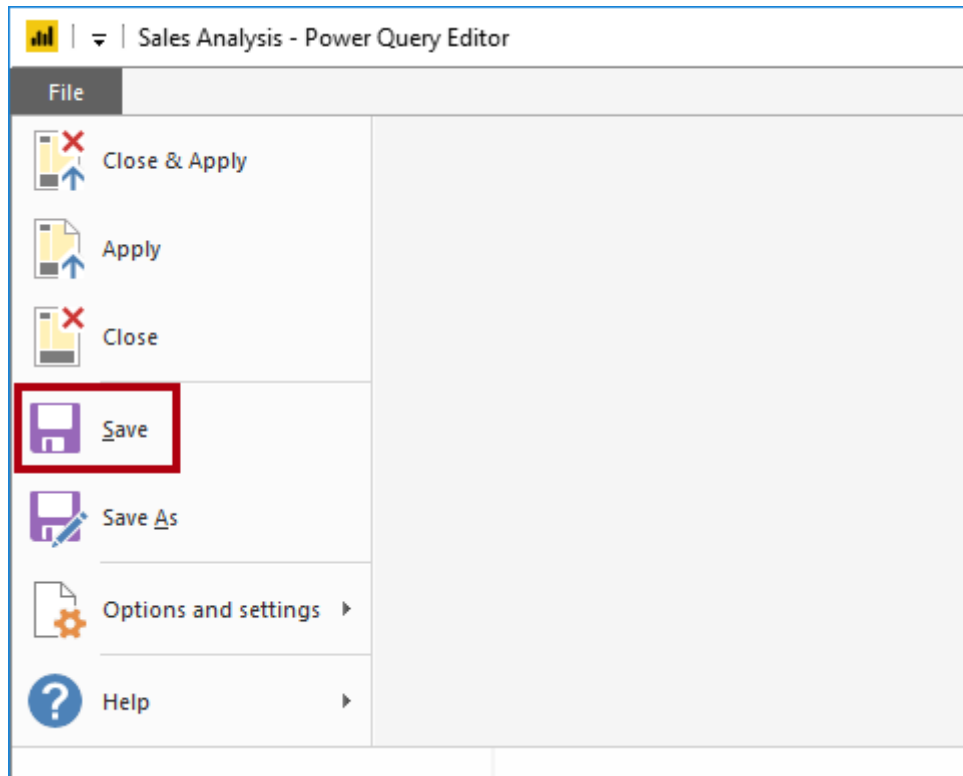 Sales Analysis - Power Query Editor
File
Close & Apply
Apply
Close
Save
Save As
Options and settings
Help